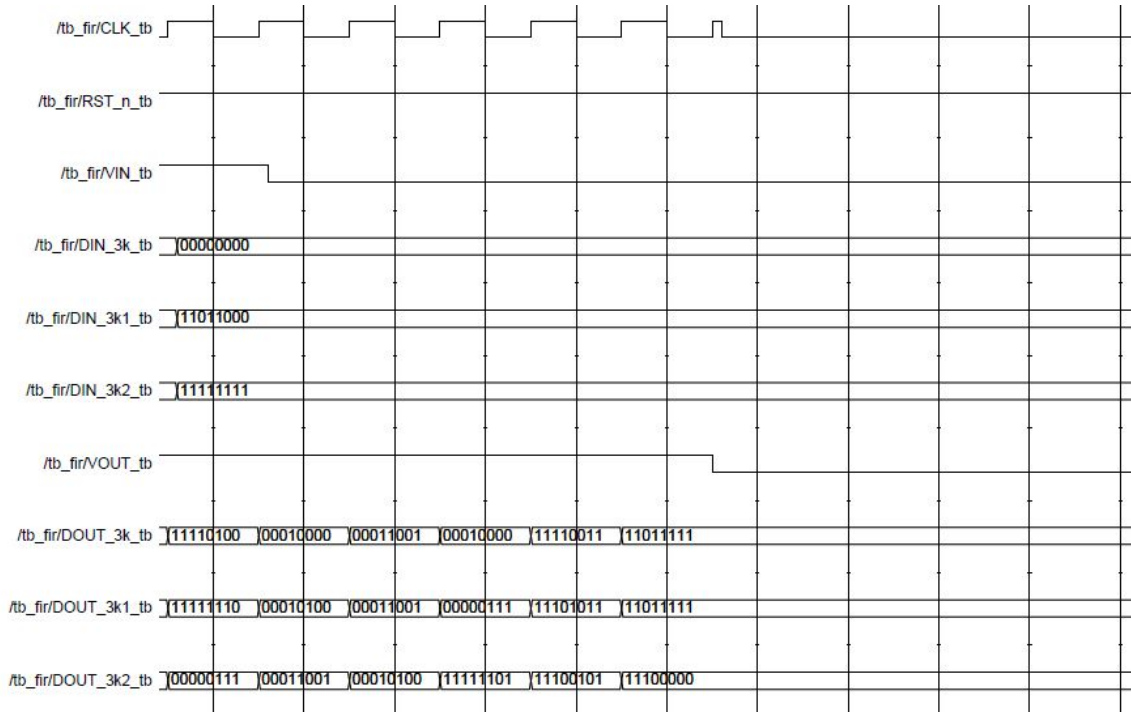 /tb_fir/CLK_tb
/tb_fir/RST_n_tb
/tb_fir/VIN_tb
/tb_fir/DIN_3k_tb 00000000
/tb_fir/DIN_3k1_tb 11011000
/tb_fir/DIN_3k2_tb 11111111
/tb_fir/VOUT_tb
/tb_fir/DOUT_3k_tb 11110100 00010000 00011001 00010000 11110011 11011111
/tb_fir/DOUT_3k1_tb 11111110 00010100 00011001 00000111 11101011 11011111
/tb_fir/DOUT_3k2_tb 00000111 00011001 00010100 11111101 11100101 11100000